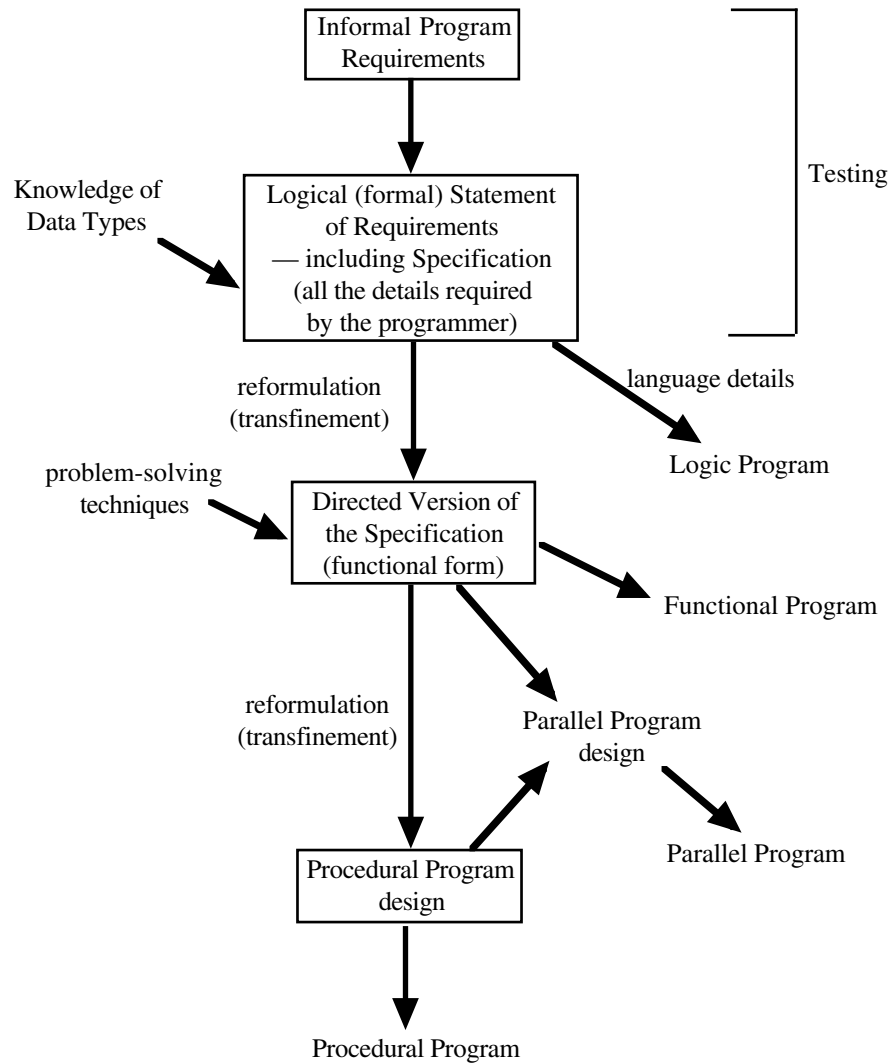 Informal Program
Requirements
Testing
Knowledge of
Data Types
Logical (formal) Statement
of Requirements
— including Specification
(all the details required
by the programmer)
reformulation
(transfinement)
language details
Logic Program
problem-solving
techniques
Directed Version of
the Specification
(functional form)
Functional Program
reformulation
(transfinement)
Parallel Program
design
Parallel Program
Procedural Program
design
Procedural Program